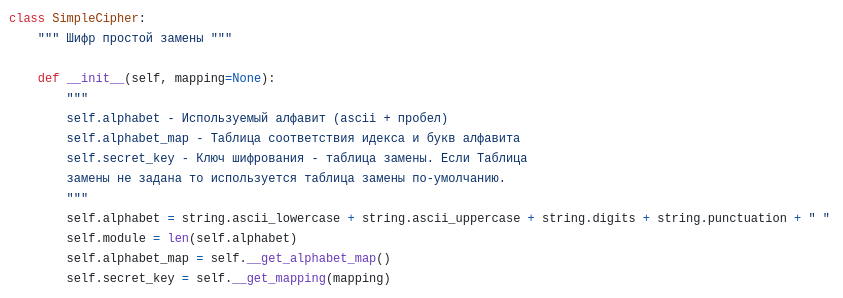 class SimpleCipher:
    """ Шифр простой замены """
    def __init__(self, mapping=None):
        """
        self.alphabet - Используемый алфавит (ascii + пробел)
        self.alphabet_map - Таблица соответствия идекса и букв алфавита
        self.secret_key - Ключ шифрования - таблица замены. Если Таблица
        замены не задана то используется таблица замены по-умолчанию.
        """
        self.alphabet = string.ascii_lowercase + string.ascii_uppercase + string.digits + string.punctuation + " "
        self.module = len(self.alphabet)
        self.alphabet_map = self.__get_alphabet_map()
        self.secret_key = self.__get_mapping(mapping)